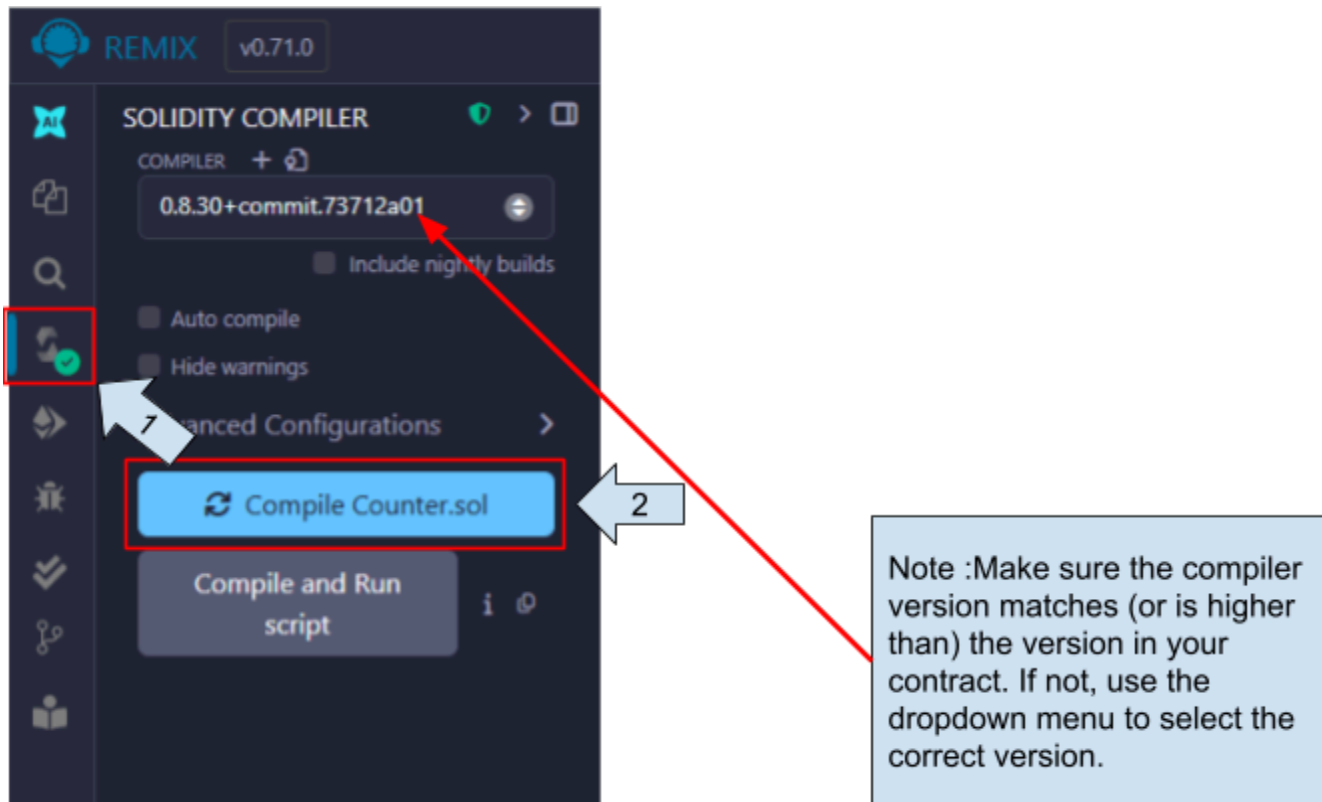 REMIX v0.71.0
AI
SOLIDITY COMPILER
COMPILER
0.8.30+commit.73712a01
Include nightly builds
Auto compile
Hide warnings
1
anced Configurations
Compile Counter.sol
2
Compile and Run
script
i
Note :Make sure the compiler
version matches (or is higher
than) the version in your
contract. If not, use the
dropdown menu to select the
correct version.